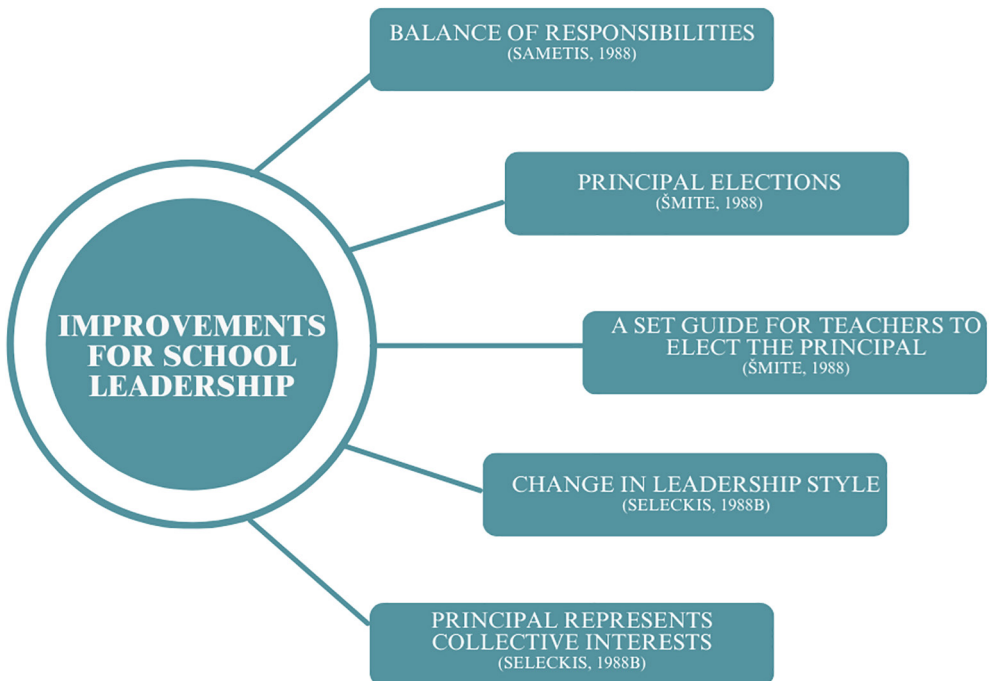 BALANCE OF RESPONSIBILITIES
(SAMETIS, 1988)
PRINCIPAL ELECTIONS
(ŠMITE, 1988)
IMPROVEMENTS
FOR SCHOOL
LEADERSHIP
A SET GUIDE FOR TEACHERS TO
ELECT THE PRINCIPAL
(ŠMITE, 1988)
CHANGE IN LEADERSHIP STYLE
(SELECKIS, 1988B)
PRINCIPAL REPRESENTS
COLLECTIVE INTERESTS
(SELECKIS, 1988B)